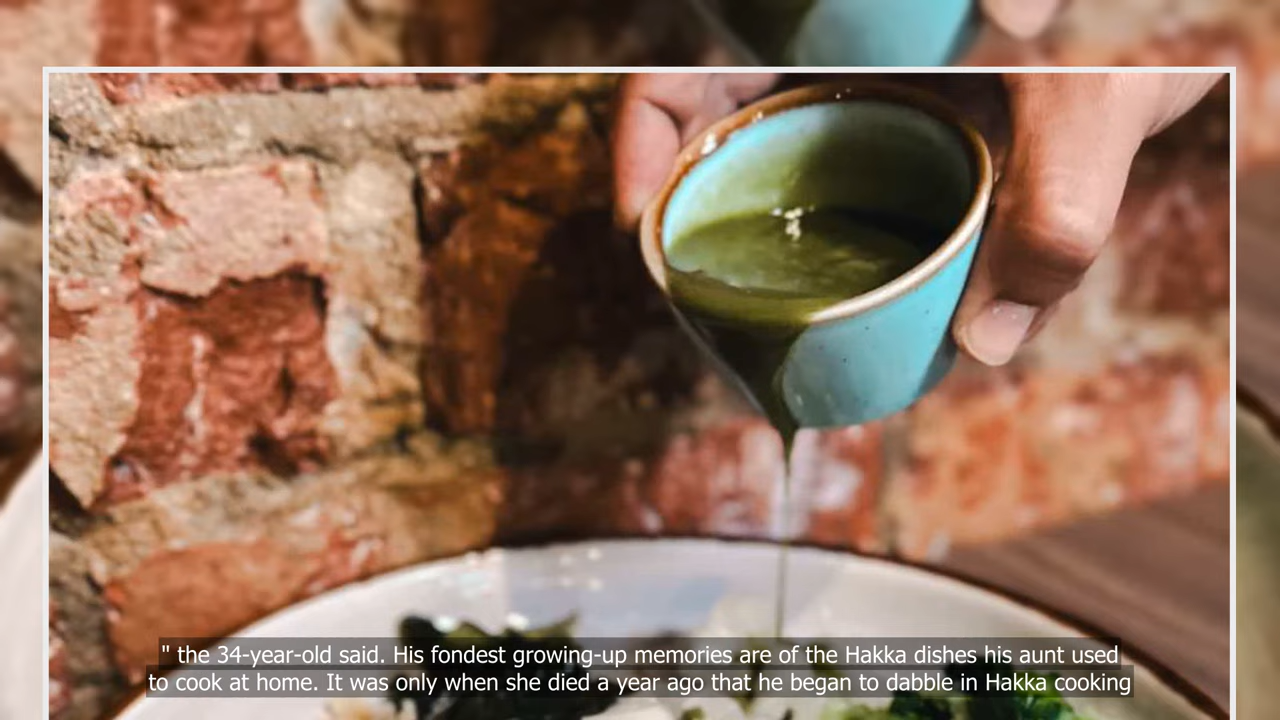 " the 34-year-old said. His fondest growing-up memories are of the Hakka dishes his aunt used
to cook at home. It was only when she died a year ago that he began to dabble in Hakka cooking